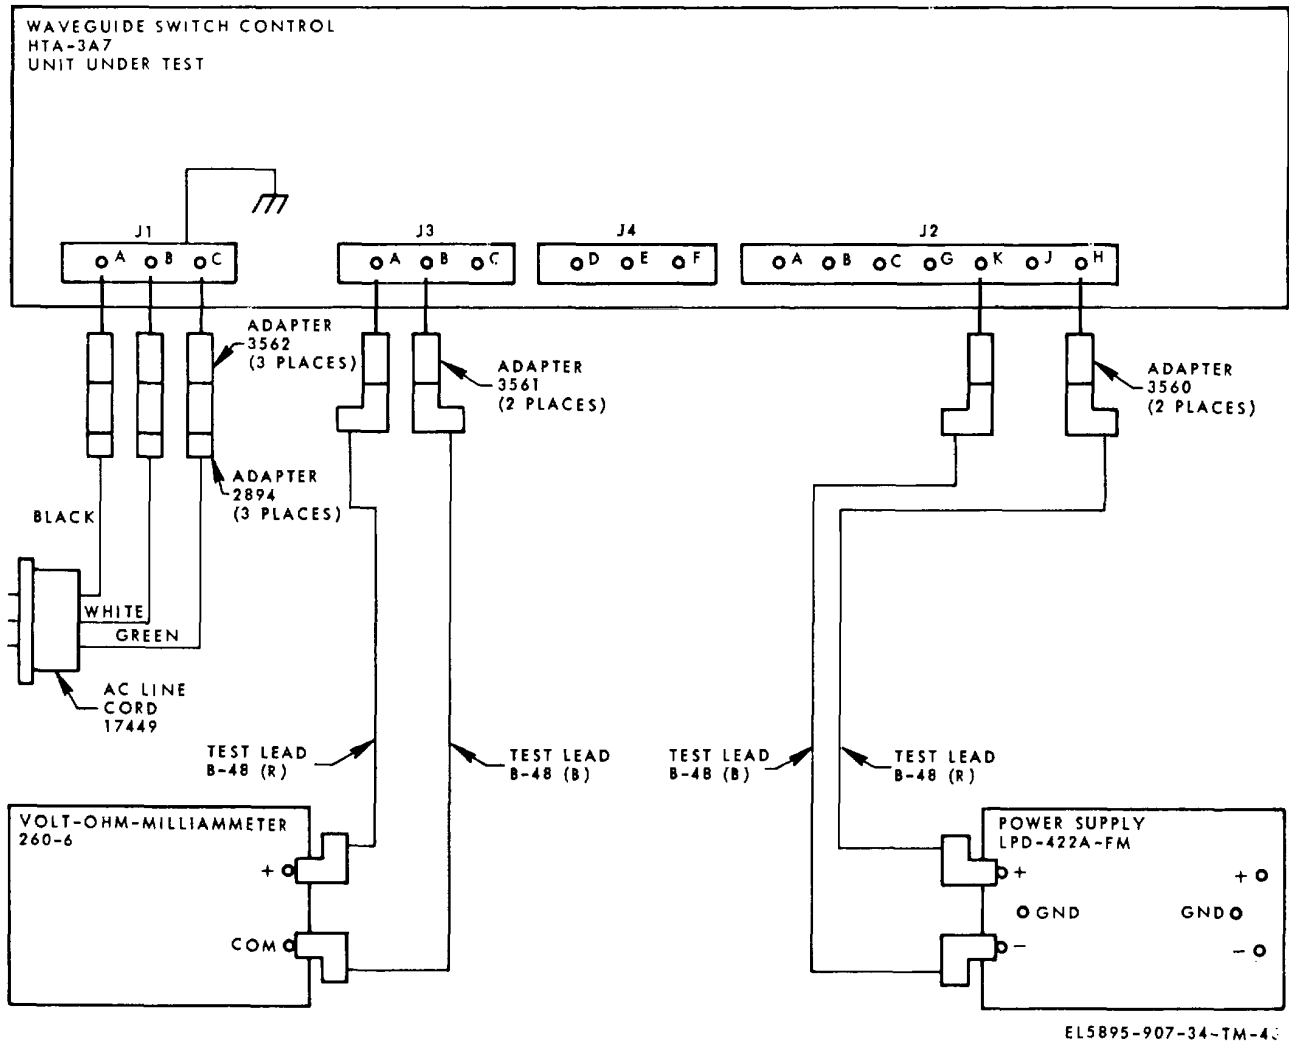 WAVEGUIDE SWITCH CONTROL
HTA-3A7
UNIT UNDER TEST
J1
J3
J4
J2
A B C
A B C
D E F
A B C G K J H
ADAPTER
3562
(3 PLACES)
ADAPTER
3561
(2 PLACES)
ADAPTER
3560
(2 PLACES)
ADAPTER
2894
(3 PLACES)
BLACK
WHITE
GREEN
AC LINE
CORD
17449
TEST LEAD
B-48 (R)
TEST LEAD
B-48 (B)
TEST LEAD
B-48 (B)
TEST LEAD
B-48 (R)
VOLT-OHM-MILLIAMMETER
260-6
+
COM
POWER SUPPLY
LPD-422A-FM
+ +
GND GND
- -